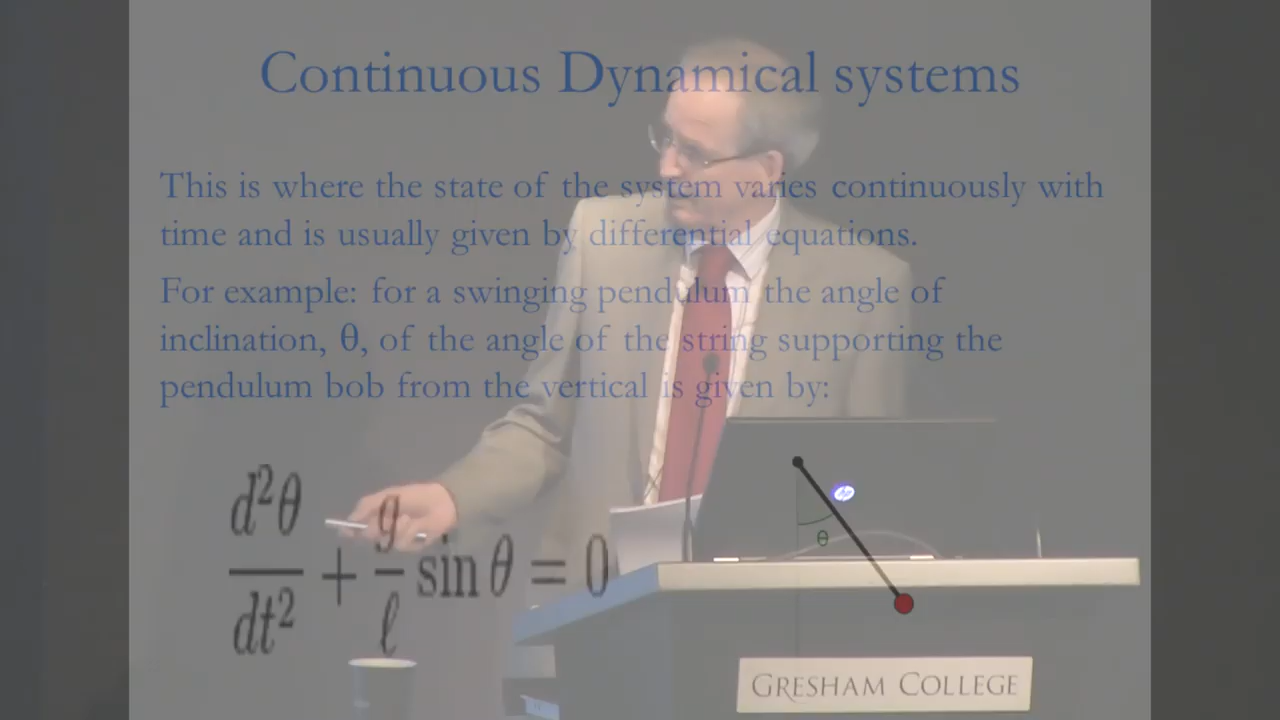 Continuous Dynamical systems
This is where the state of the system varies continuously with
time and is usually given by differential equations.
For example: for a swinging pendulum the angle of
inclination, θ, of the angle of the string supporting the
pendulum bob from the vertical is given by:
d²θ/dt² + g/ℓ sin θ = 0
θ
hp
GRESHAM COLLEGE